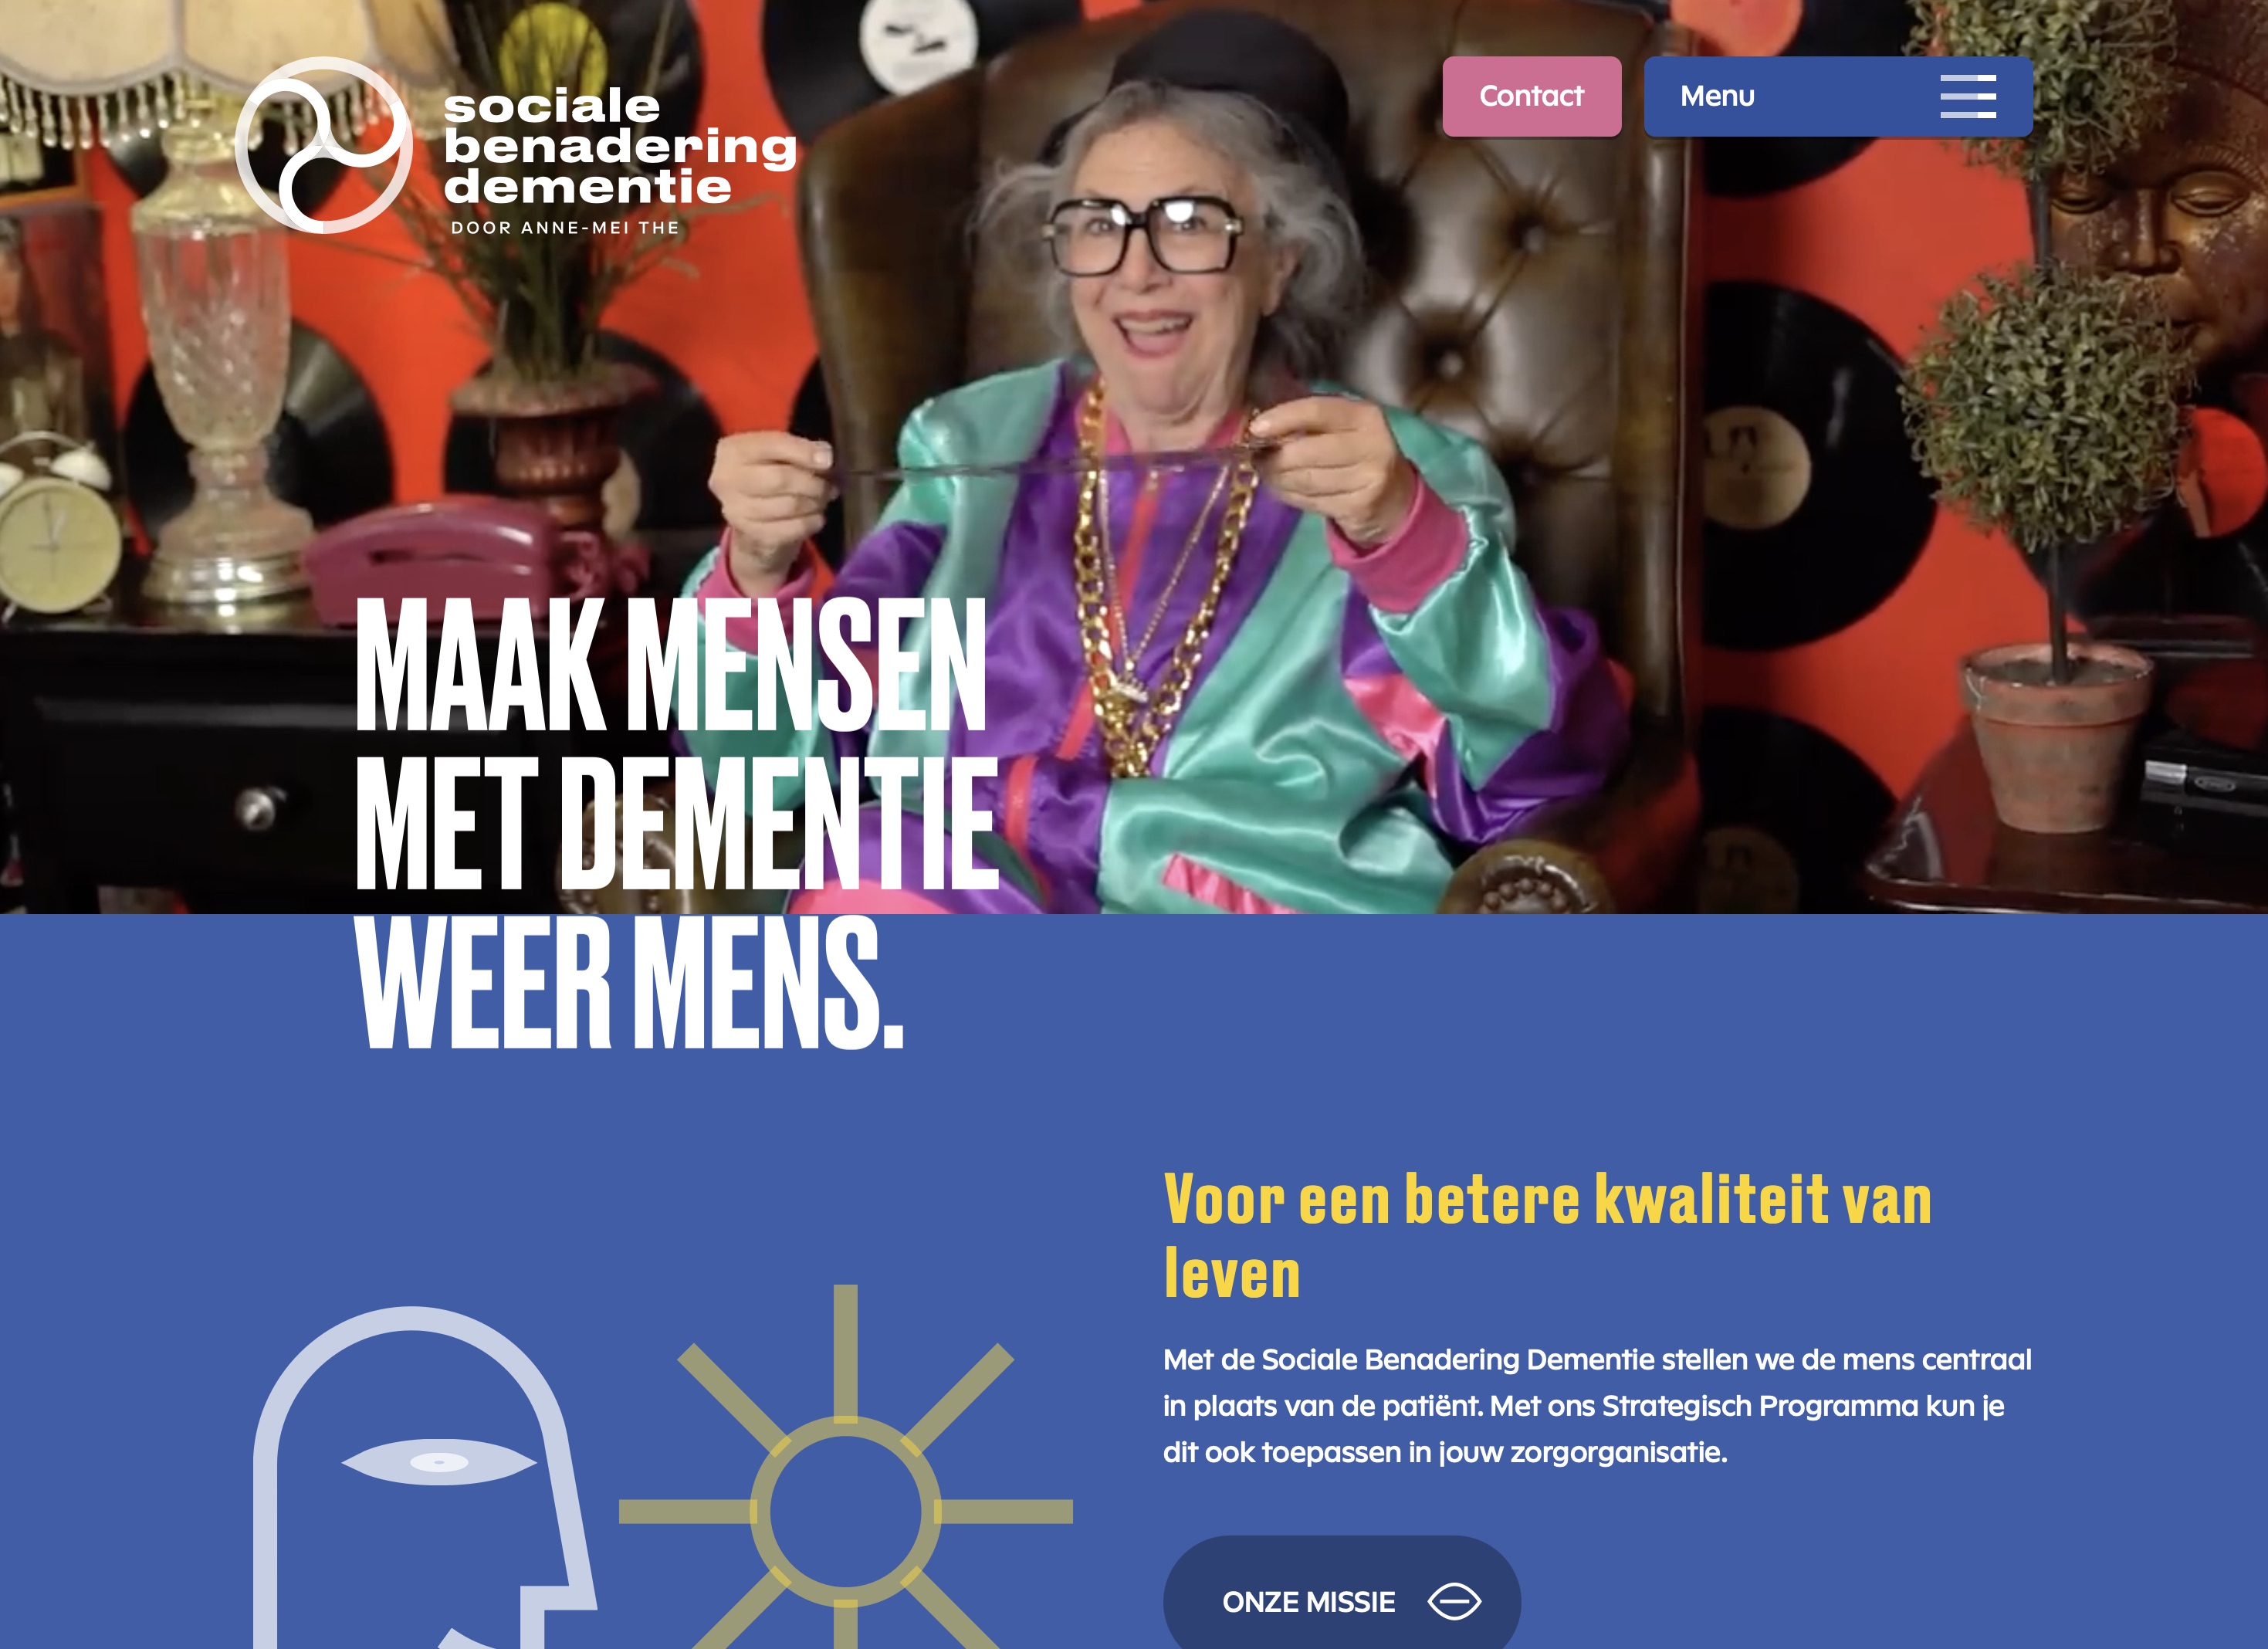 sociale
benadering
dementie
DOOR ANNE-MEI THE
Contact
Menu
MAAK MENSEN
MET DEMENTIE
WEER MENS.
Voor een betere kwaliteit van
leven
Met de Sociale Benadering Dementie stellen we de mens centraal
in plaats van de patiënt. Met ons Strategisch Programma kun je
dit ook toepassen in jouw zorgorganisatie.
ONZE MISSIE